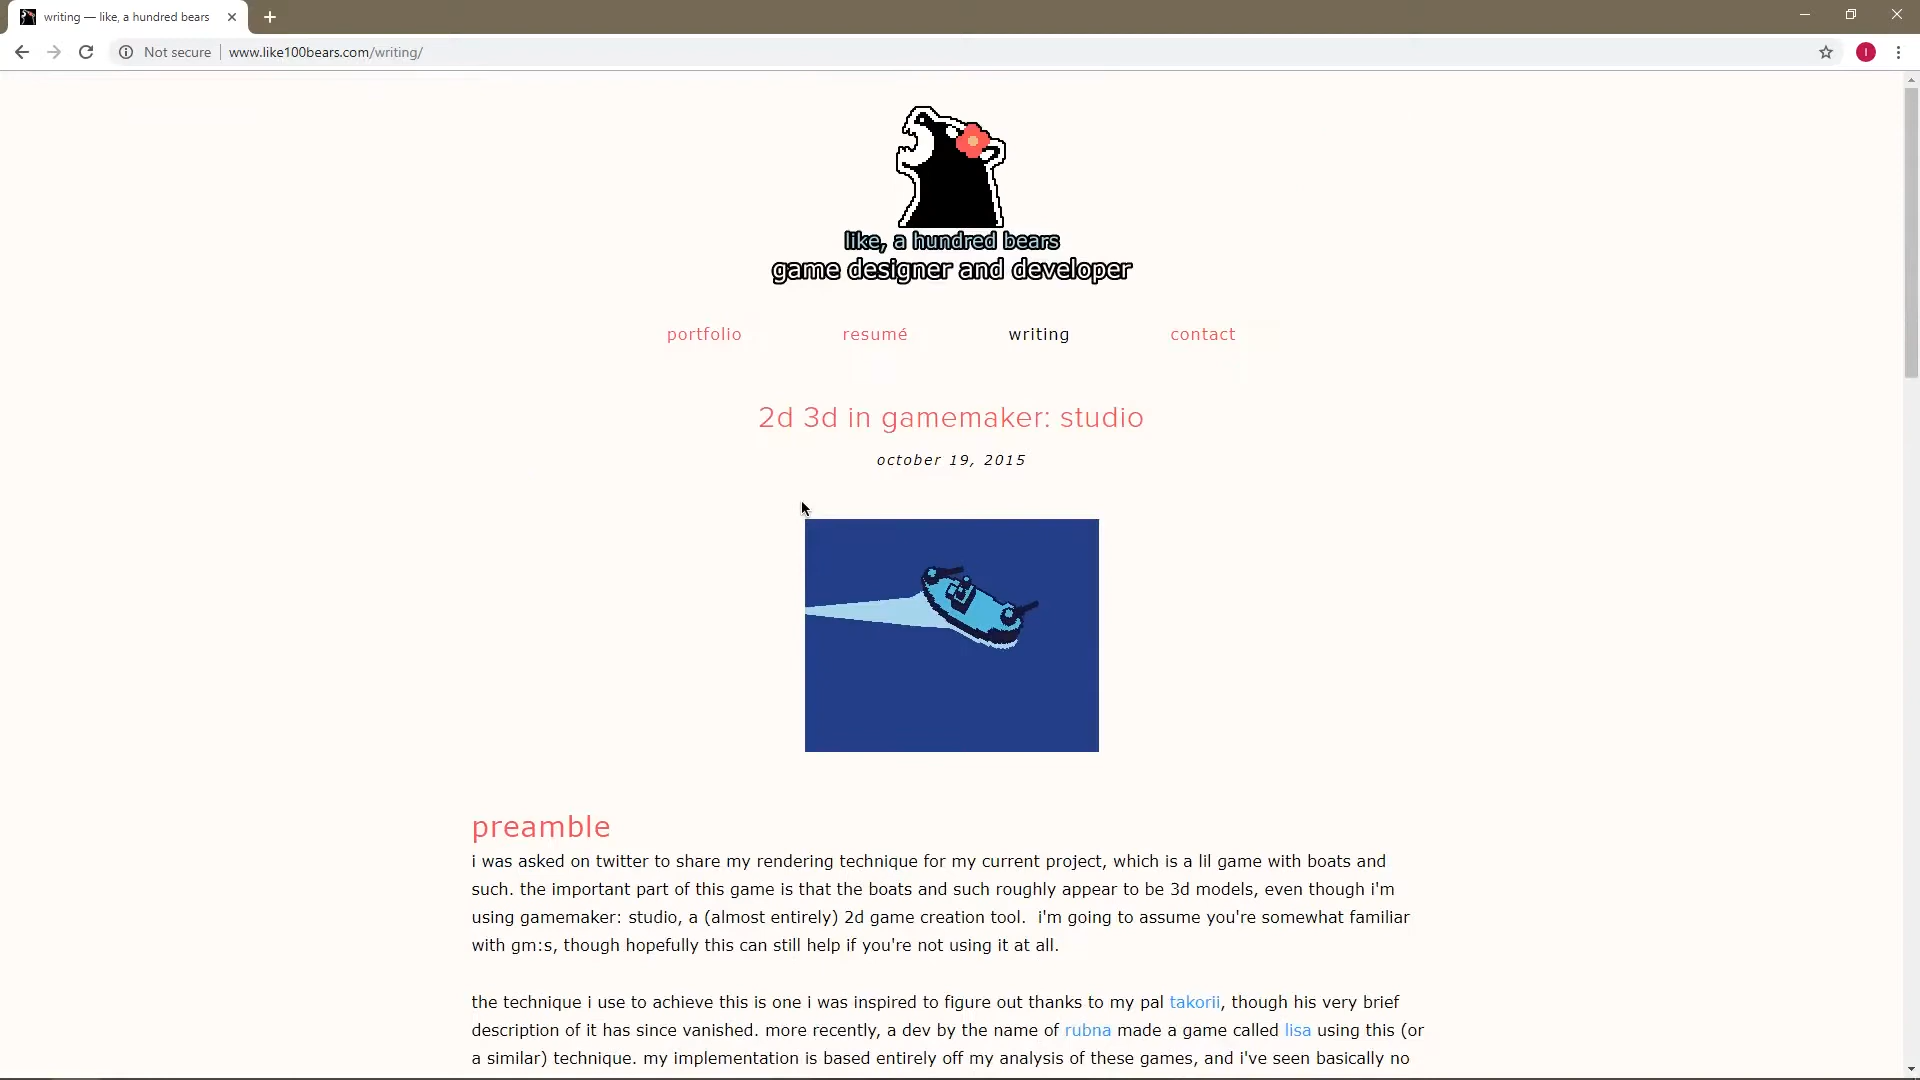 writing — like, a hundred bears
Not secure www.like100bears.com/writing/
I
like, a hundred bears
game designer and developer
portfolio resumé writing contact
2d 3d in gamemaker: studio
october 19, 2015
preamble
i was asked on twitter to share my rendering technique for my current project, which is a lil game with boats and
such. the important part of this game is that the boats and such roughly appear to be 3d models, even though i'm
using gamemaker: studio, a (almost entirely) 2d game creation tool.  i'm going to assume you're somewhat familiar
with gm:s, though hopefully this can still help if you're not using it at all.
the technique i use to achieve this is one i was inspired to figure out thanks to my pal takorii, though his very brief
description of it has since vanished. more recently, a dev by the name of rubna made a game called lisa using this (or
a similar) technique. my implementation is based entirely off my analysis of these games, and i've seen basically no